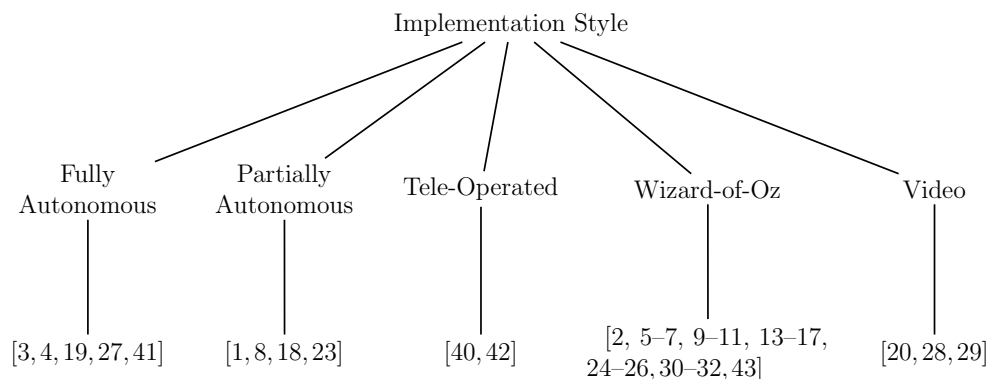 Implementation Style
Fully
Autonomous
Partially
Autonomous
Tele-Operated
Wizard-of-Oz
Video
[3, 4, 19, 27, 41]
[1, 8, 18, 23]
[40, 42]
[2, 5–7, 9–11, 13–17,
24–26, 30–32, 43]
[20, 28, 29]